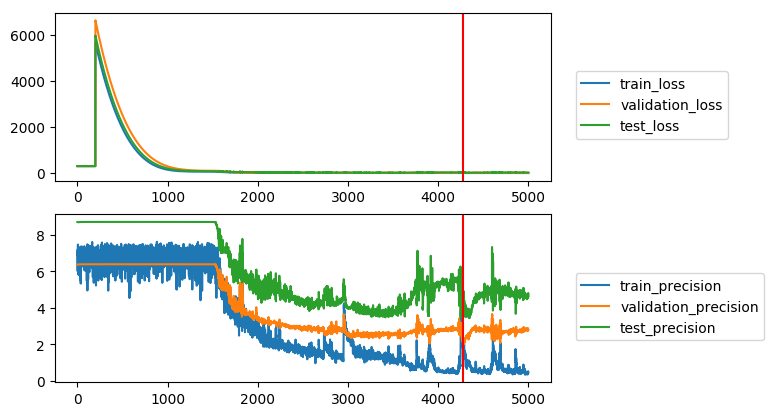 6000
4000
2000
0
0 1000 2000 3000 4000 5000
train_loss
validation_loss
test_loss
8
6
4
2
0
0 1000 2000 3000 4000 5000
train_precision
validation_precision
test_precision